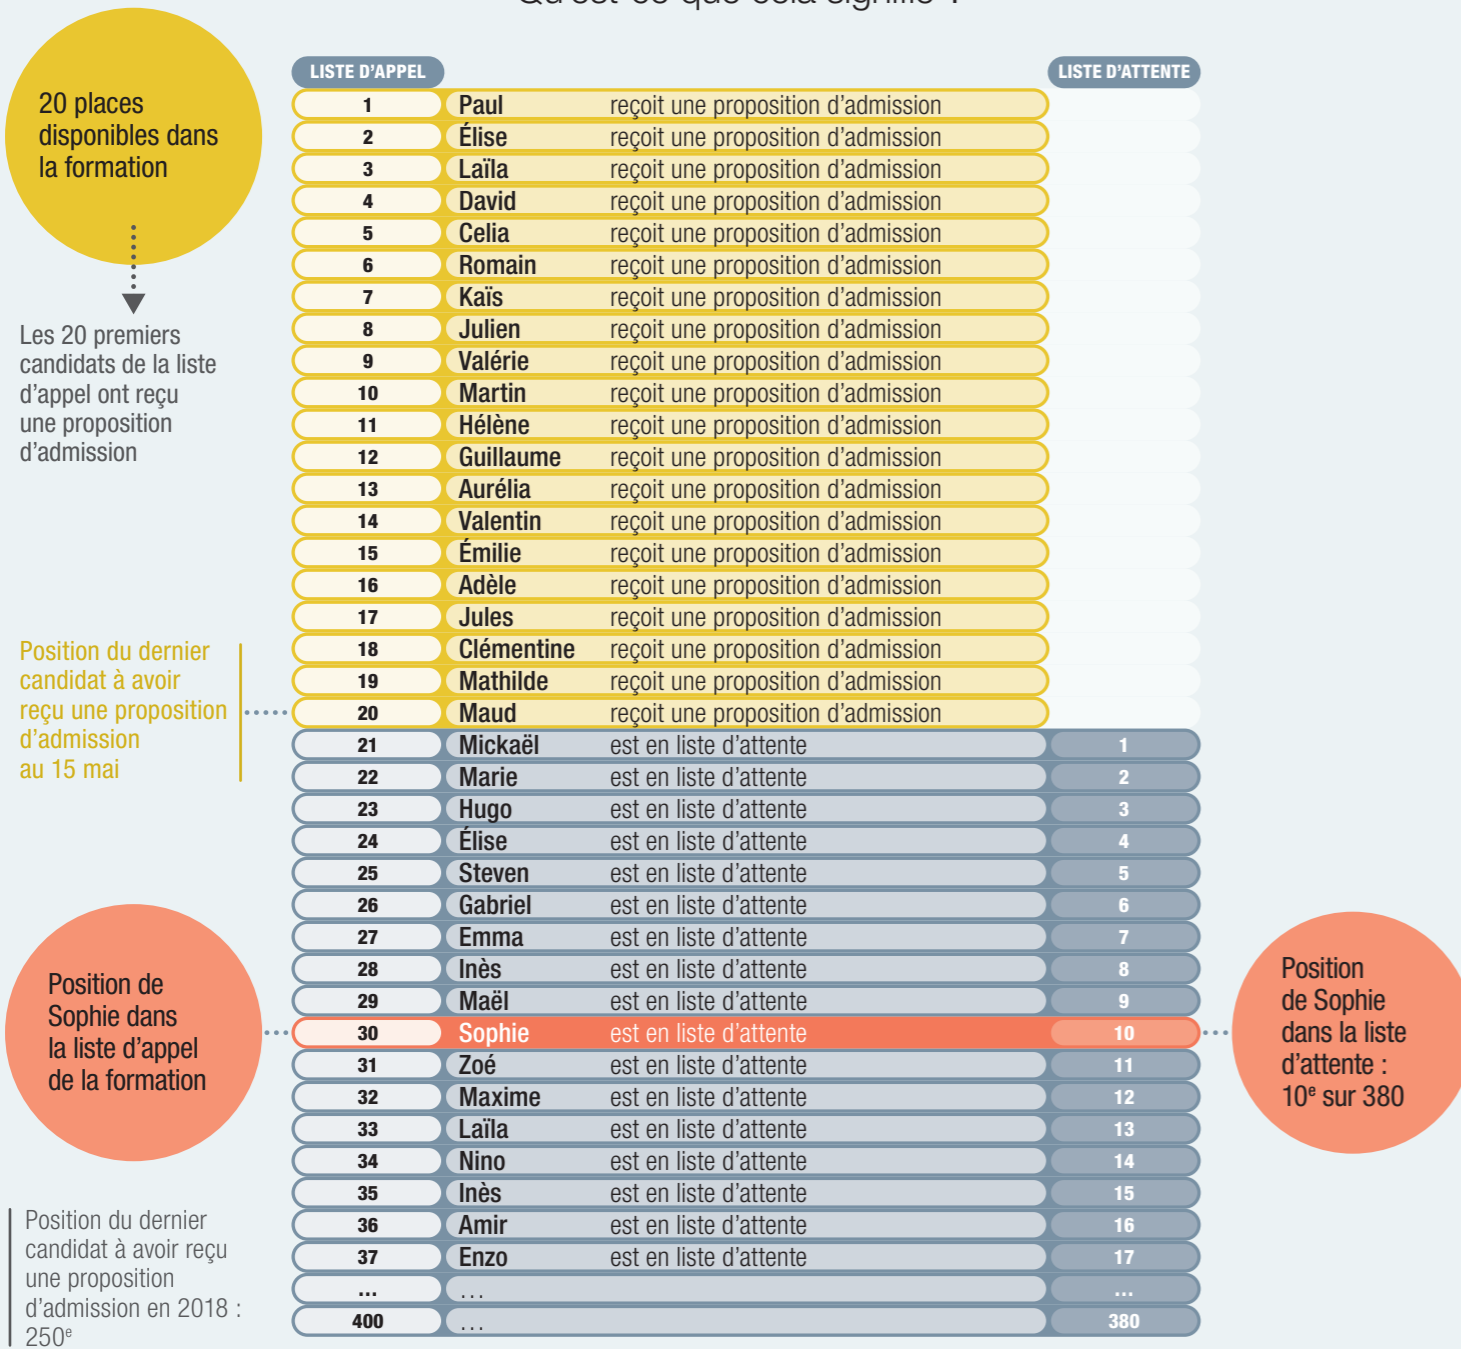 Qu'est-ce que cela signifie ?
20 places
disponibles dans
la formation
Les 20 premiers
candidats de la liste
d'appel ont reçu
une proposition
d'admission
Position du dernier
candidat à avoir
reçu une proposition
d'admission
au 15 mai
Position de
Sophie dans
la liste d'appel
de la formation
Position du dernier
candidat à avoir reçu
une proposition
d'admission en 2018 :
250e
LISTE D'APPEL LISTE D'ATTENTE
1 Paul reçoit une proposition d'admission
2 Élise reçoit une proposition d'admission
3 Laïla reçoit une proposition d'admission
4 David reçoit une proposition d'admission
5 Celia reçoit une proposition d'admission
6 Romain reçoit une proposition d'admission
7 Kaïs reçoit une proposition d'admission
8 Julien reçoit une proposition d'admission
9 Valérie reçoit une proposition d'admission
10 Martin reçoit une proposition d'admission
11 Hélène reçoit une proposition d'admission
12 Guillaume reçoit une proposition d'admission
13 Aurélia reçoit une proposition d'admission
14 Valentin reçoit une proposition d'admission
15 Émilie reçoit une proposition d'admission
16 Adèle reçoit une proposition d'admission
17 Jules reçoit une proposition d'admission
18 Clémentine reçoit une proposition d'admission
19 Mathilde reçoit une proposition d'admission
20 Maud reçoit une proposition d'admission
21 Mickaël est en liste d'attente 1
22 Marie est en liste d'attente 2
23 Hugo est en liste d'attente 3
24 Élise est en liste d'attente 4
25 Steven est en liste d'attente 5
26 Gabriel est en liste d'attente 6
27 Emma est en liste d'attente 7
28 Inès est en liste d'attente 8
29 Maël est en liste d'attente 9
30 Sophie est en liste d'attente 10
31 Zoé est en liste d'attente 11
32 Maxime est en liste d'attente 12
33 Laïla est en liste d'attente 13
34 Nino est en liste d'attente 14
35 Inès est en liste d'attente 15
36 Amir est en liste d'attente 16
37 Enzo est en liste d'attente 17
... ... ...
400 ... 380
Position
de Sophie
dans la liste
d'attente :
10e sur 380